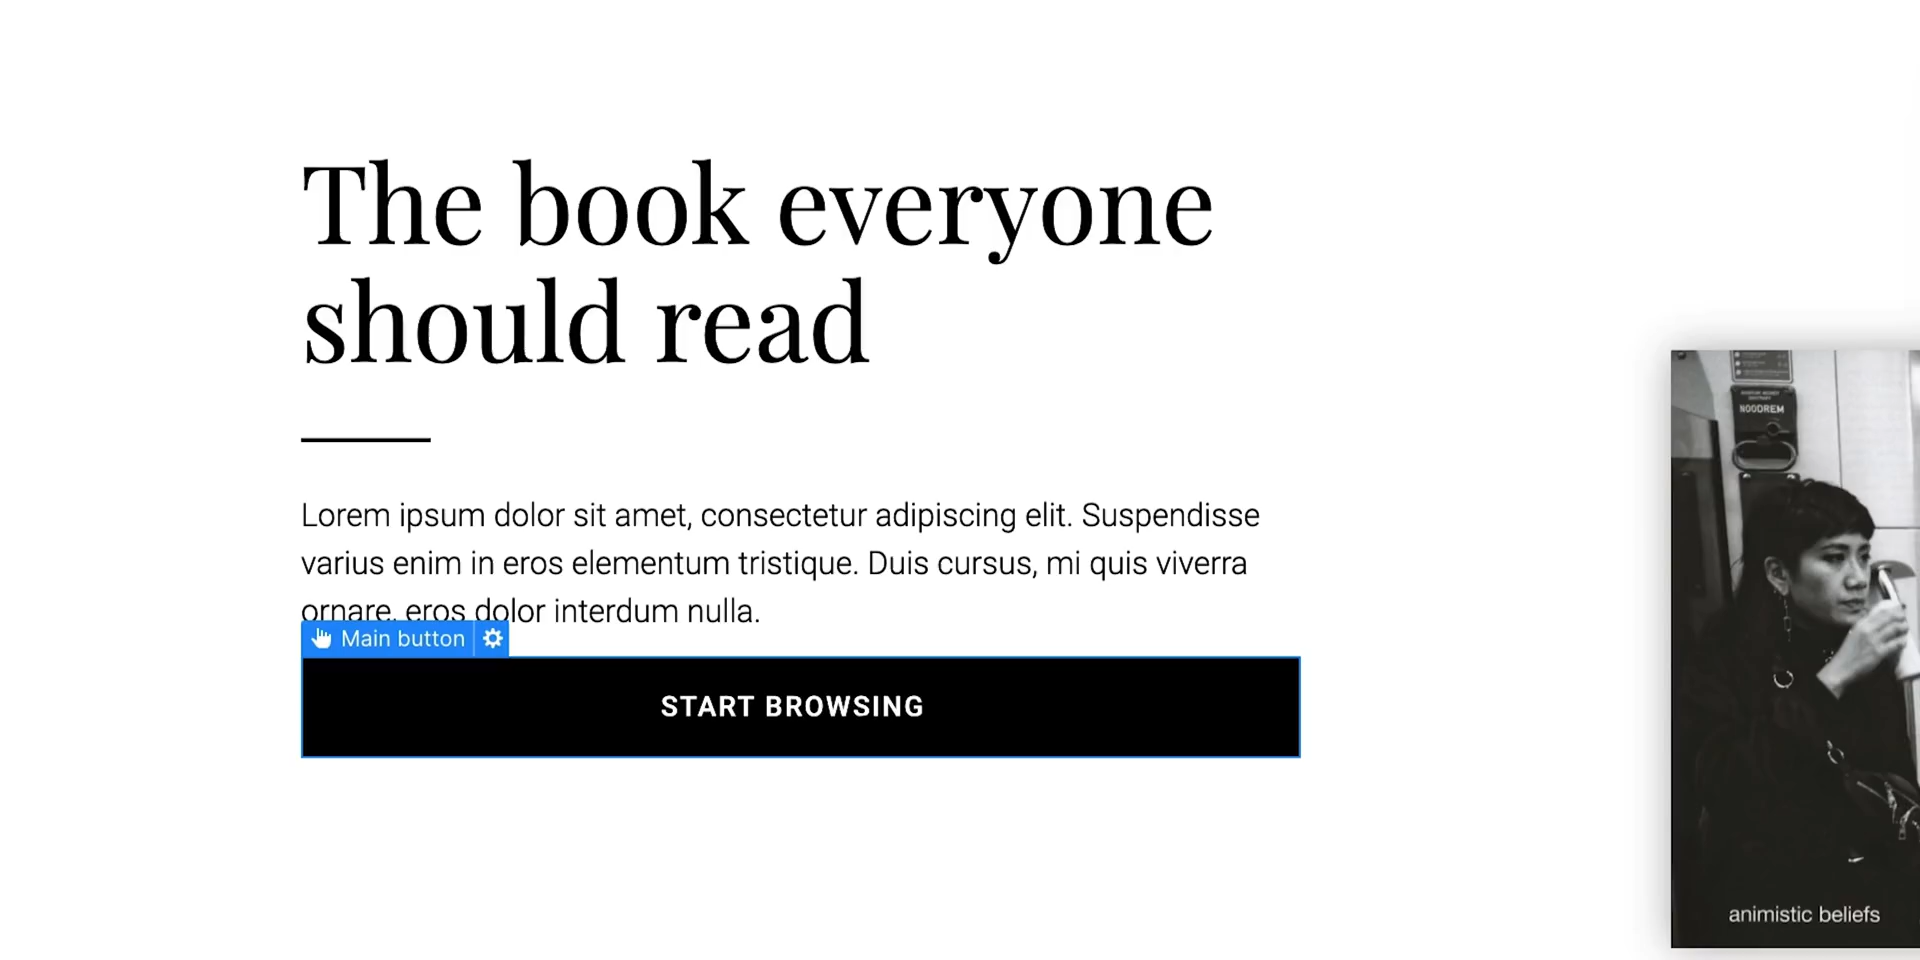 The book everyone
should read
Lorem ipsum dolor sit amet, consectetur adipiscing elit. Suspendisse
varius enim in eros elementum tristique. Duis cursus, mi quis viverra
ornare, eros dolor interdum nulla.
Main button
START BROWSING
NOODREM
animistic beliefs